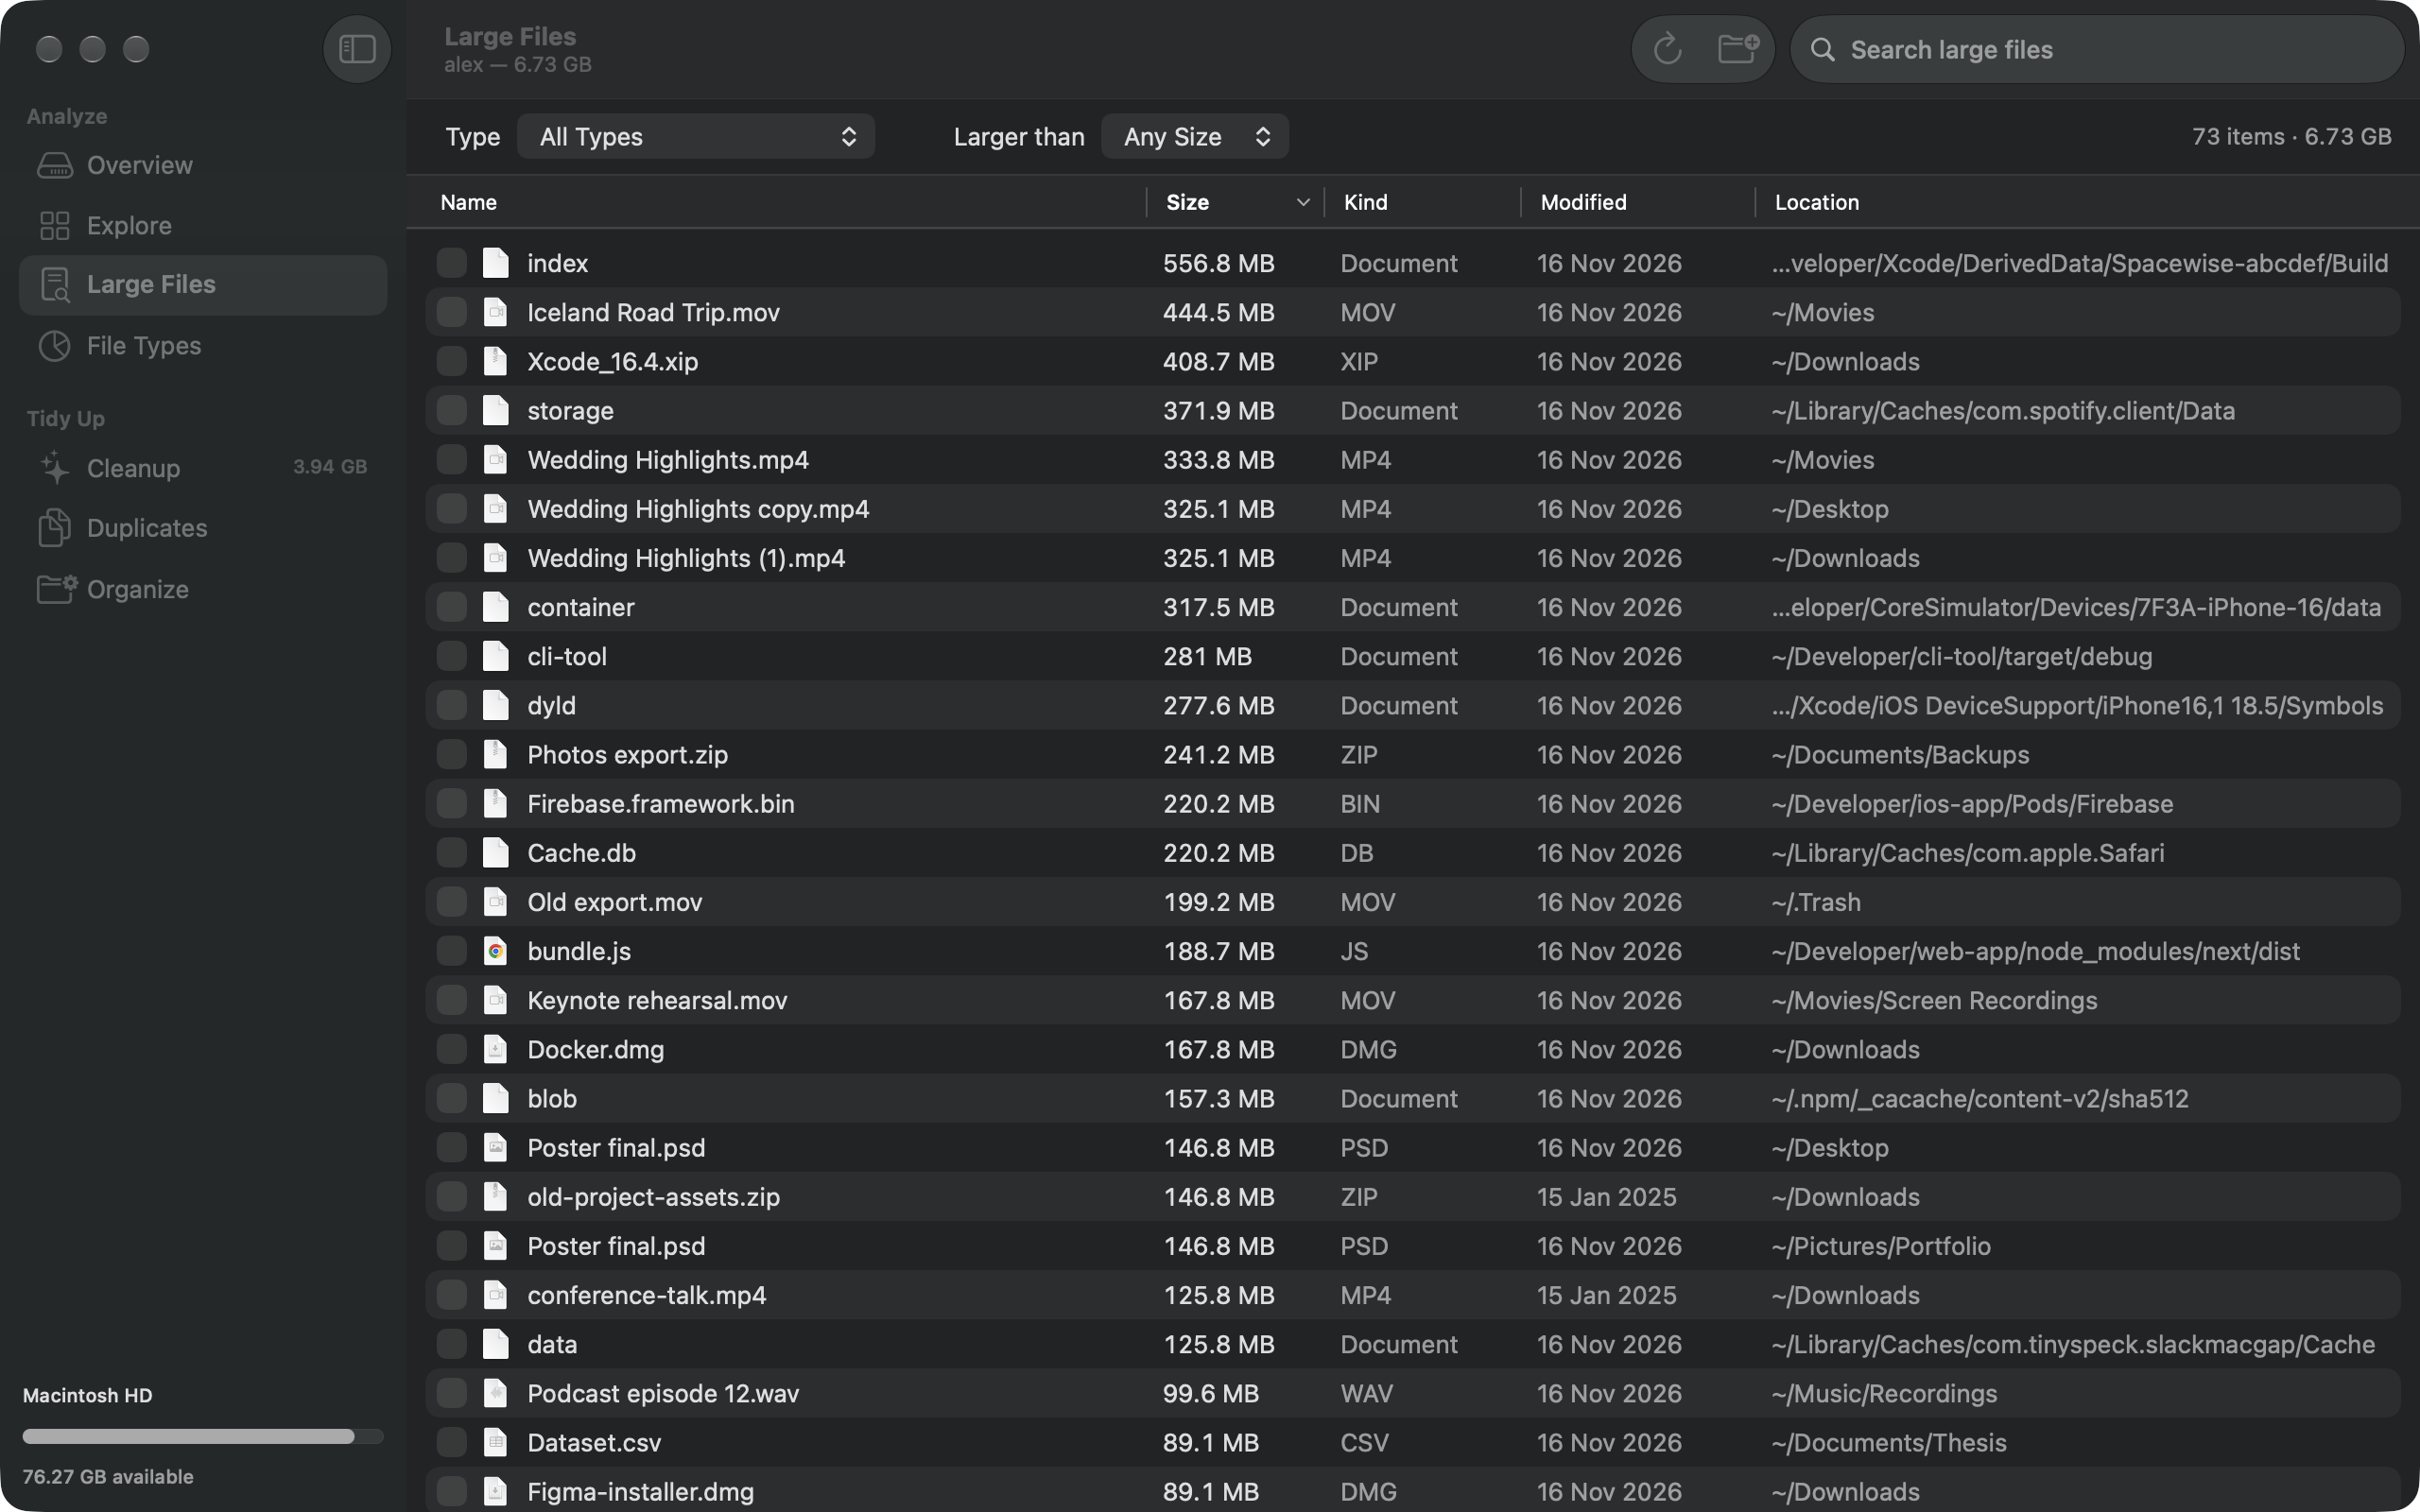 Large Files
alex — 6.73 GB
Search large files
Analyze
Overview
Explore
Large Files
File Types
Tidy Up
Cleanup 3.94 GB
Duplicates
Organize
Macintosh HD
76.27 GB available
Type All Types Larger than Any Size 73 items · 6.73 GB
Name Size Kind Modified Location
index 556.8 MB Document 16 Nov 2026 ...veloper/Xcode/DerivedData/Spacewise-abcdef/Build
Iceland Road Trip.mov 444.5 MB MOV 16 Nov 2026 ~/Movies
Xcode_16.4.xip 408.7 MB XIP 16 Nov 2026 ~/Downloads
storage 371.9 MB Document 16 Nov 2026 ~/Library/Caches/com.spotify.client/Data
Wedding Highlights.mp4 333.8 MB MP4 16 Nov 2026 ~/Movies
Wedding Highlights copy.mp4 325.1 MB MP4 16 Nov 2026 ~/Desktop
Wedding Highlights (1).mp4 325.1 MB MP4 16 Nov 2026 ~/Downloads
container 317.5 MB Document 16 Nov 2026 ...eloper/CoreSimulator/Devices/7F3A-iPhone-16/data
cli-tool 281 MB Document 16 Nov 2026 ~/Developer/cli-tool/target/debug
dyld 277.6 MB Document 16 Nov 2026 .../Xcode/iOS DeviceSupport/iPhone16,1 18.5/Symbols
Photos export.zip 241.2 MB ZIP 16 Nov 2026 ~/Documents/Backups
Firebase.framework.bin 220.2 MB BIN 16 Nov 2026 ~/Developer/ios-app/Pods/Firebase
Cache.db 220.2 MB DB 16 Nov 2026 ~/Library/Caches/com.apple.Safari
Old export.mov 199.2 MB MOV 16 Nov 2026 ~/.Trash
bundle.js 188.7 MB JS 16 Nov 2026 ~/Developer/web-app/node_modules/next/dist
Keynote rehearsal.mov 167.8 MB MOV 16 Nov 2026 ~/Movies/Screen Recordings
Docker.dmg 167.8 MB DMG 16 Nov 2026 ~/Downloads
blob 157.3 MB Document 16 Nov 2026 ~/.npm/_cacache/content-v2/sha512
Poster final.psd 146.8 MB PSD 16 Nov 2026 ~/Desktop
old-project-assets.zip 146.8 MB ZIP 15 Jan 2025 ~/Downloads
Poster final.psd 146.8 MB PSD 16 Nov 2026 ~/Pictures/Portfolio
conference-talk.mp4 125.8 MB MP4 15 Jan 2025 ~/Downloads
data 125.8 MB Document 16 Nov 2026 ~/Library/Caches/com.tinyspeck.slackmacgap/Cache
Podcast episode 12.wav 99.6 MB WAV 16 Nov 2026 ~/Music/Recordings
Dataset.csv 89.1 MB CSV 16 Nov 2026 ~/Documents/Thesis
Figma-installer.dmg 89.1 MB DMG 16 Nov 2026 ~/Downloads